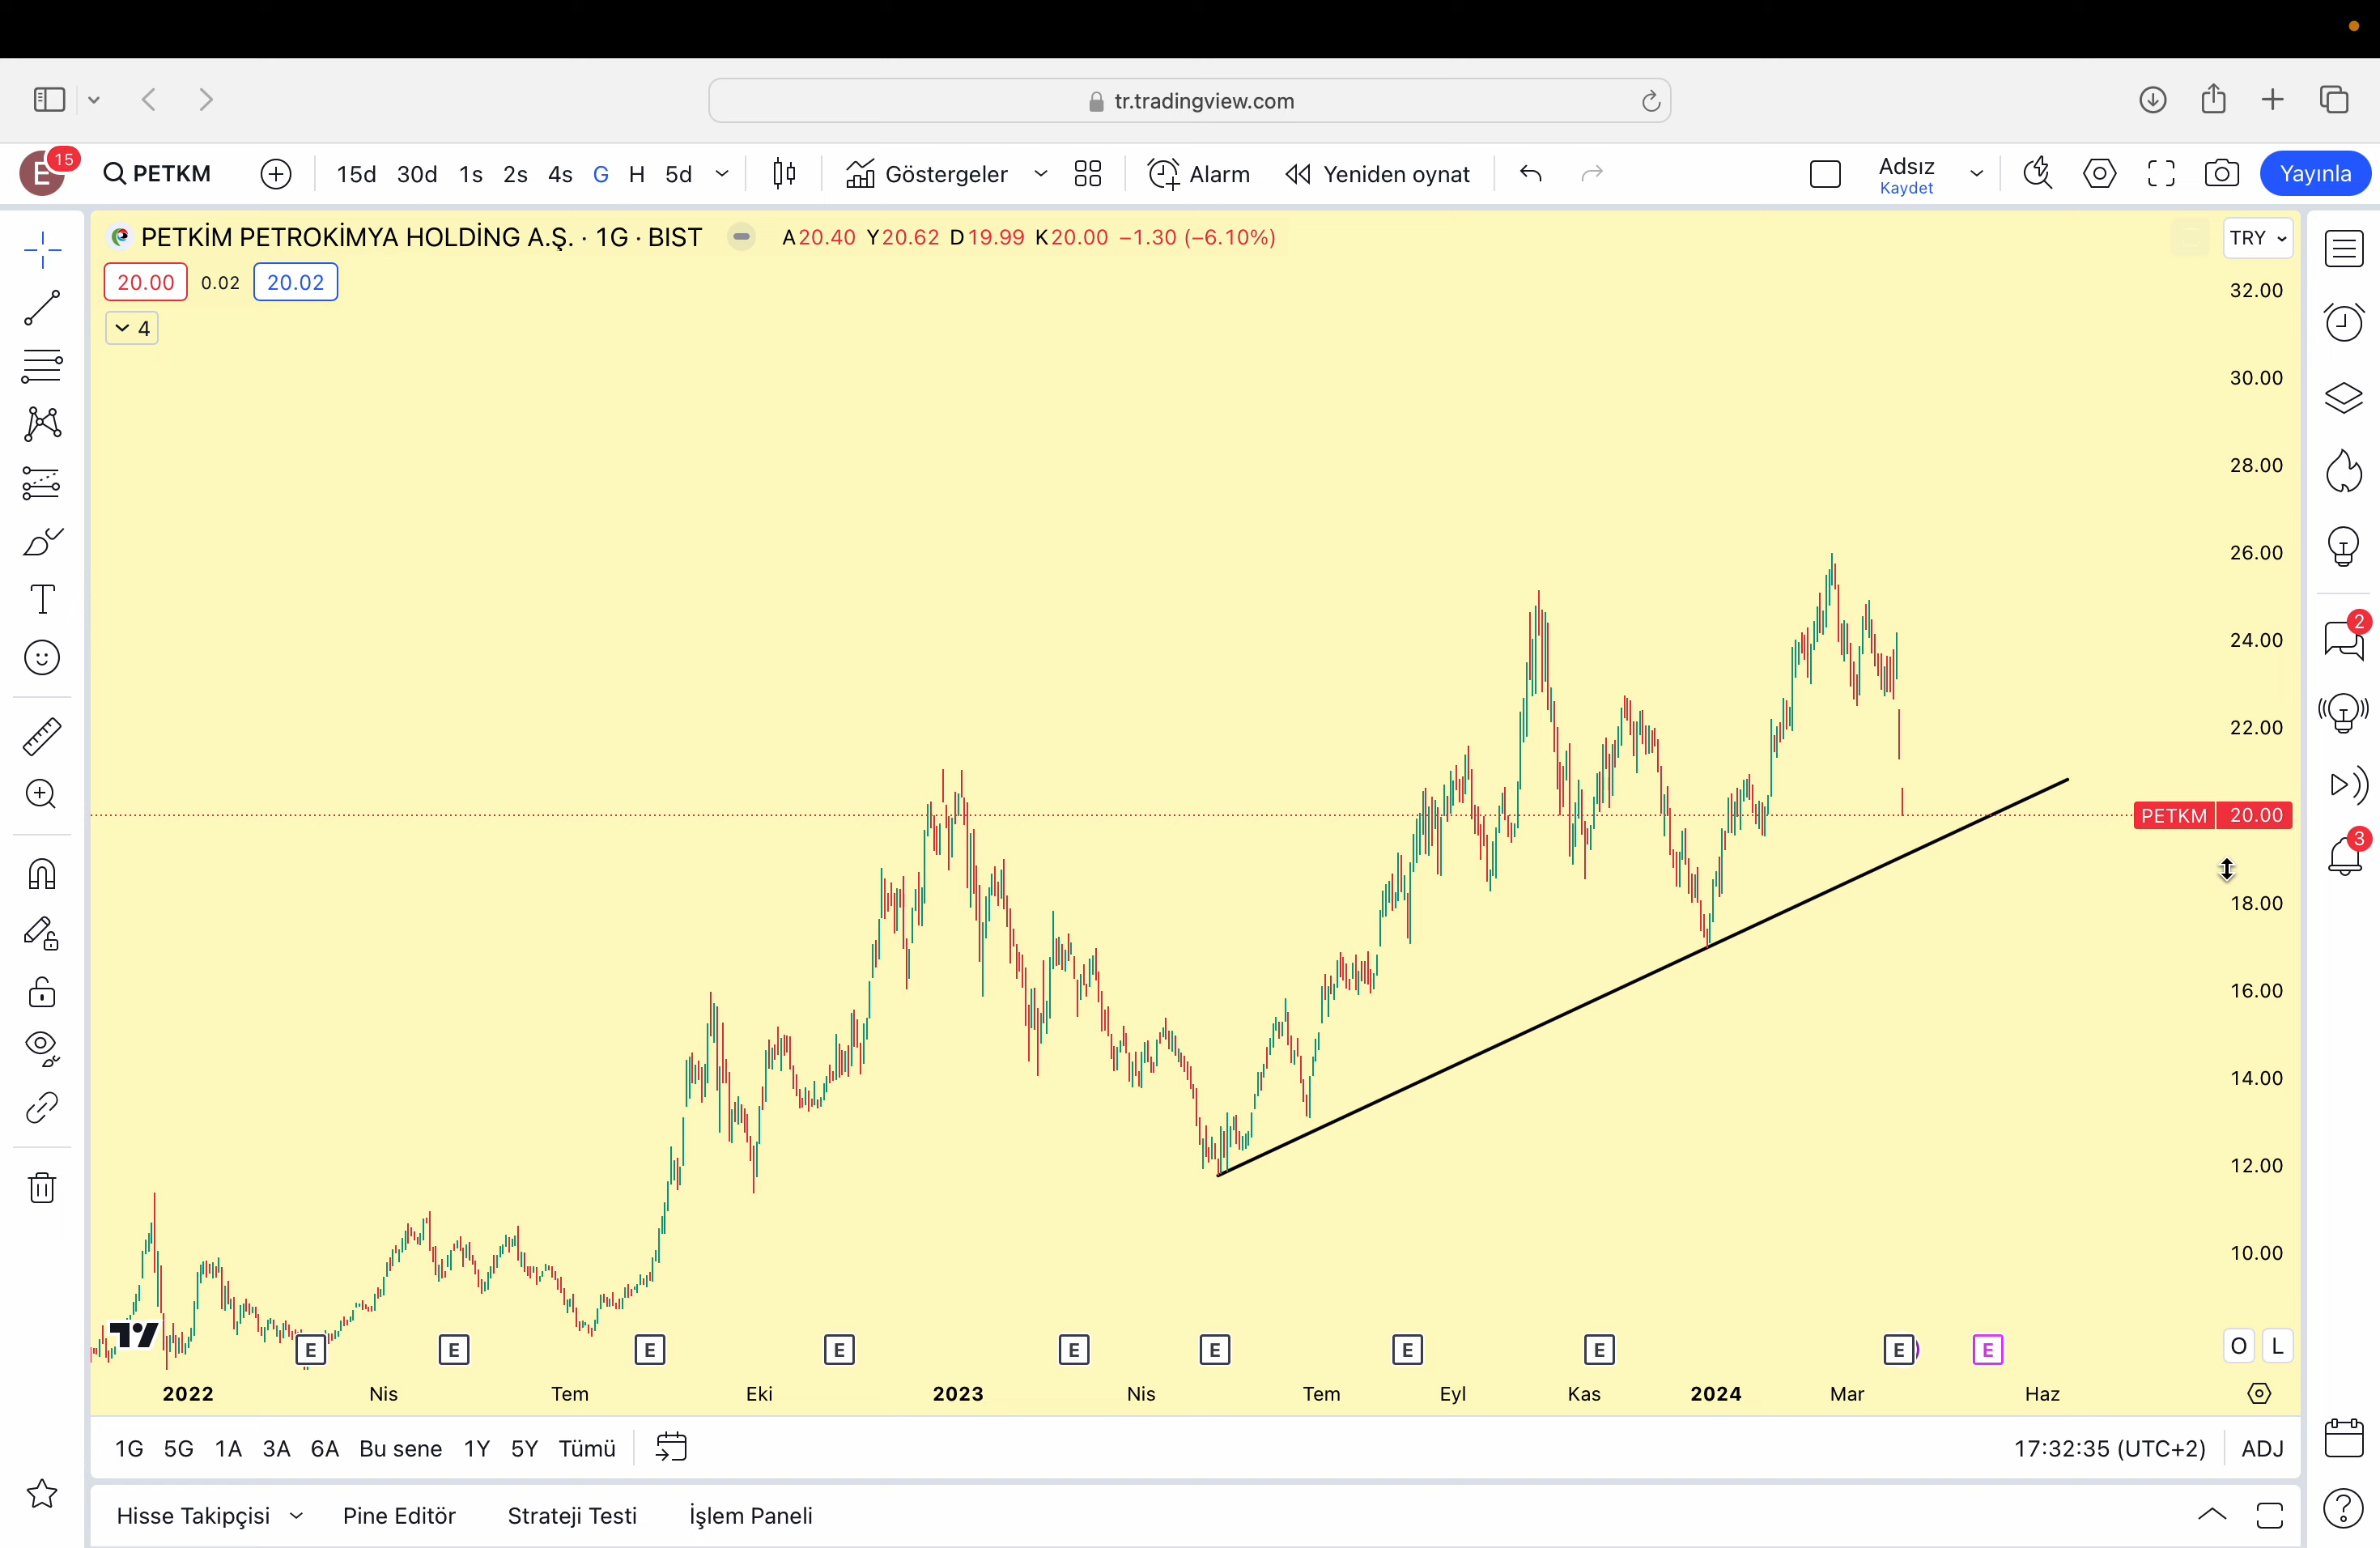 tr.tradingview.com
E 15 PETKM 15d 30d 1s 2s 4s G H 5d Göstergeler Alarm Yeniden oynat Adsız Yayınla
Kaydet
PETKİM PETROKİMYA HOLDİNG A.Ş. · 1G · BIST A20.40 Y20.62 D19.99 K20.00 −1.30 (−6.10%) TRY
20.00 0.02 20.02
32.00
4
30.00
28.00
26.00
2
24.00
22.00
PETKM 20.00
3
18.00
16.00
14.00
12.00
10.00
E E E E E E E E E E O L
2022 Nis Tem Eki 2023 Nis Tem Eyl Kas 2024 Mar Haz
1G 5G 1A 3A 6A Bu sene 1Y 5Y Tümü 17:32:35 (UTC+2) ADJ
Hisse Takipçisi Pine Editör Strateji Testi İşlem Paneli